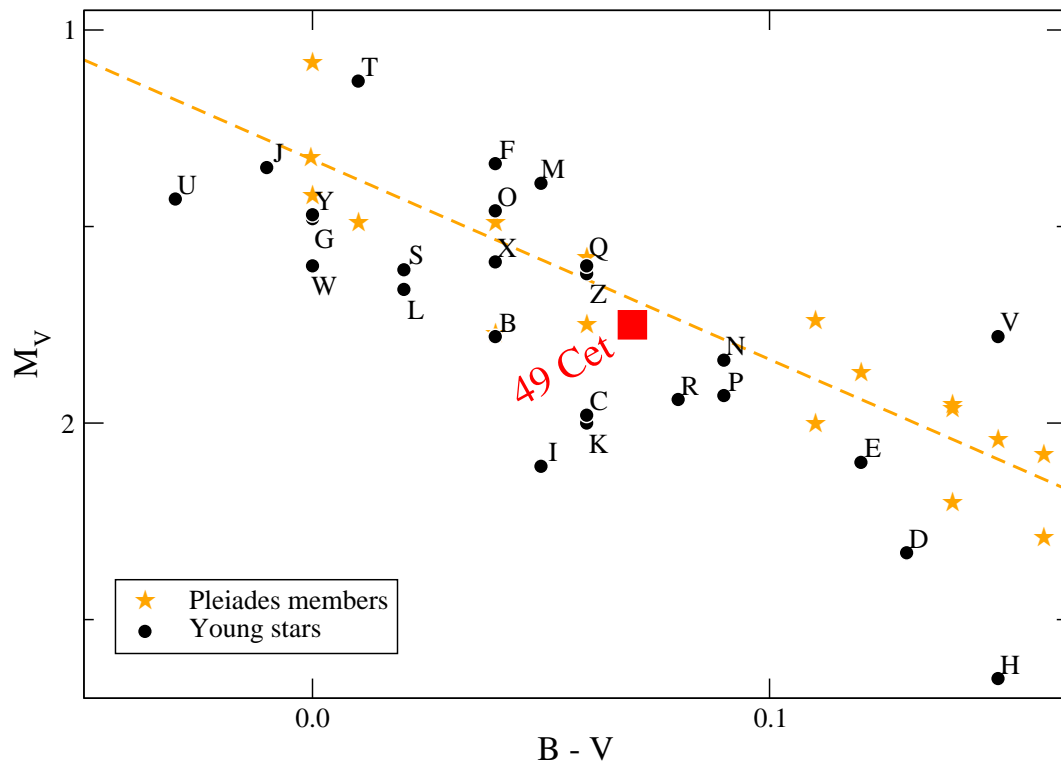 1
T
F
J
M
U
O
Y
G
Q
X
S
W
Z
L
B
V
N
49 Cet
M_V
P
R
C
2
K
E
I
D
Pleiades members
Young stars
H
0.0
0.1
B - V